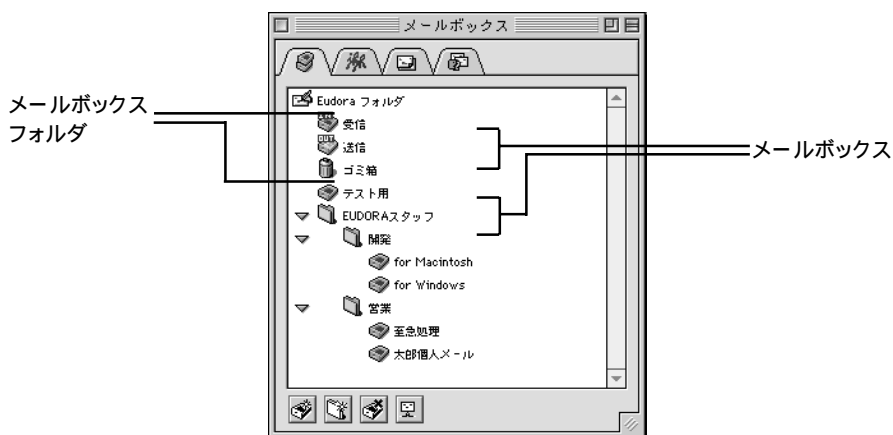 メールボックス
メールボックス
フォルダ
Eudora フォルダ
受信
送信
ゴミ箱
テスト用
EUDORAスタッフ
開発
for Macintosh
for Windows
営業
至急処理
太郎個人メール
メールボックス